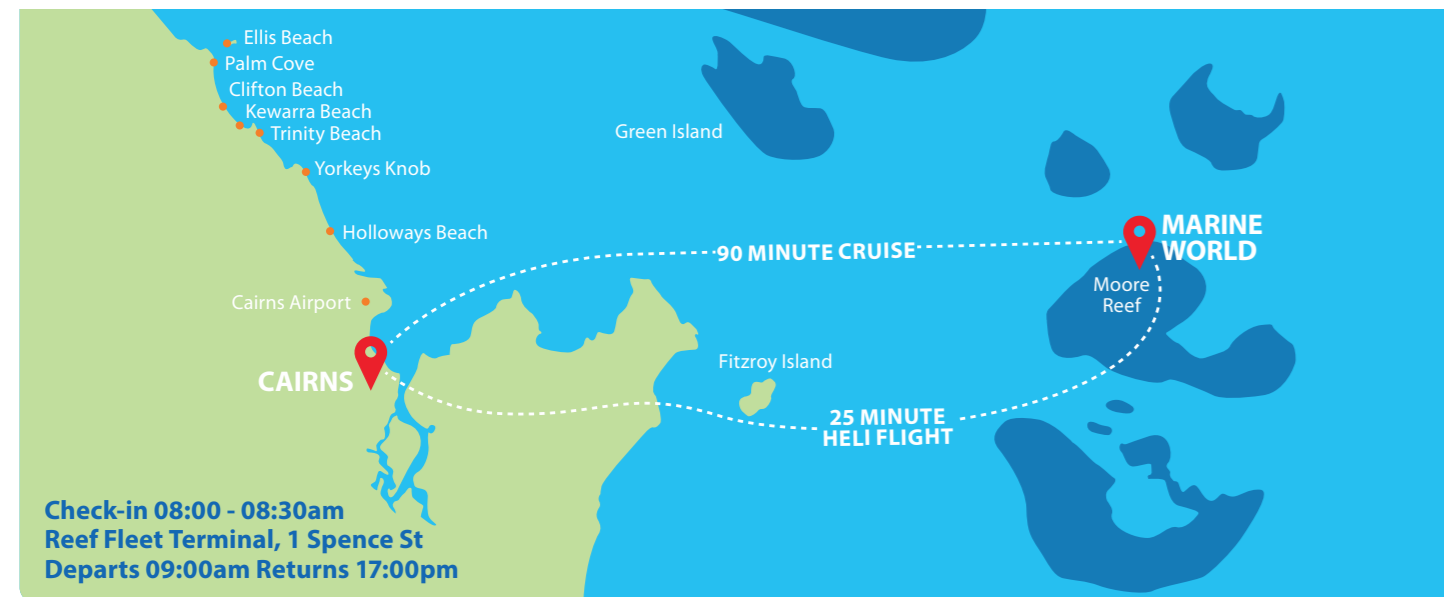 Ellis Beach
Palm Cove
Clifton Beach
Kewarra Beach
Trinity Beach
Green Island
Yorkeys Knob
Holloways Beach
MARINE
WORLD
90 MINUTE CRUISE
Moore
Reef
Cairns Airport
CAIRNS
Fitzroy Island
25 MINUTE
HELI FLIGHT
Check-in 08:00 - 08:30am
Reef Fleet Terminal, 1 Spence St
Departs 09:00am Returns 17:00pm